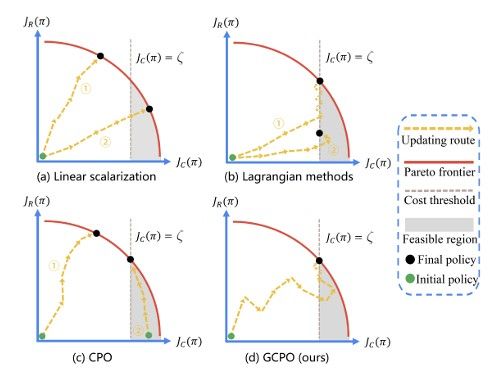 J_R(π)
J_C(π) = ζ
①
②
J_C(π)
(a) Linear scalarization
J_R(π)
J_C(π) = ζ
①
②
J_C(π)
(b) Lagrangian methods
J_R(π)
J_C(π) = ζ
①
②
J_C(π)
(c) CPO
J_R(π)
J_C(π) = ζ
J_C(π)
(d) GCPO (ours)
Updating route
Pareto frontier
Cost threshold
Feasible region
Final policy
Initial policy